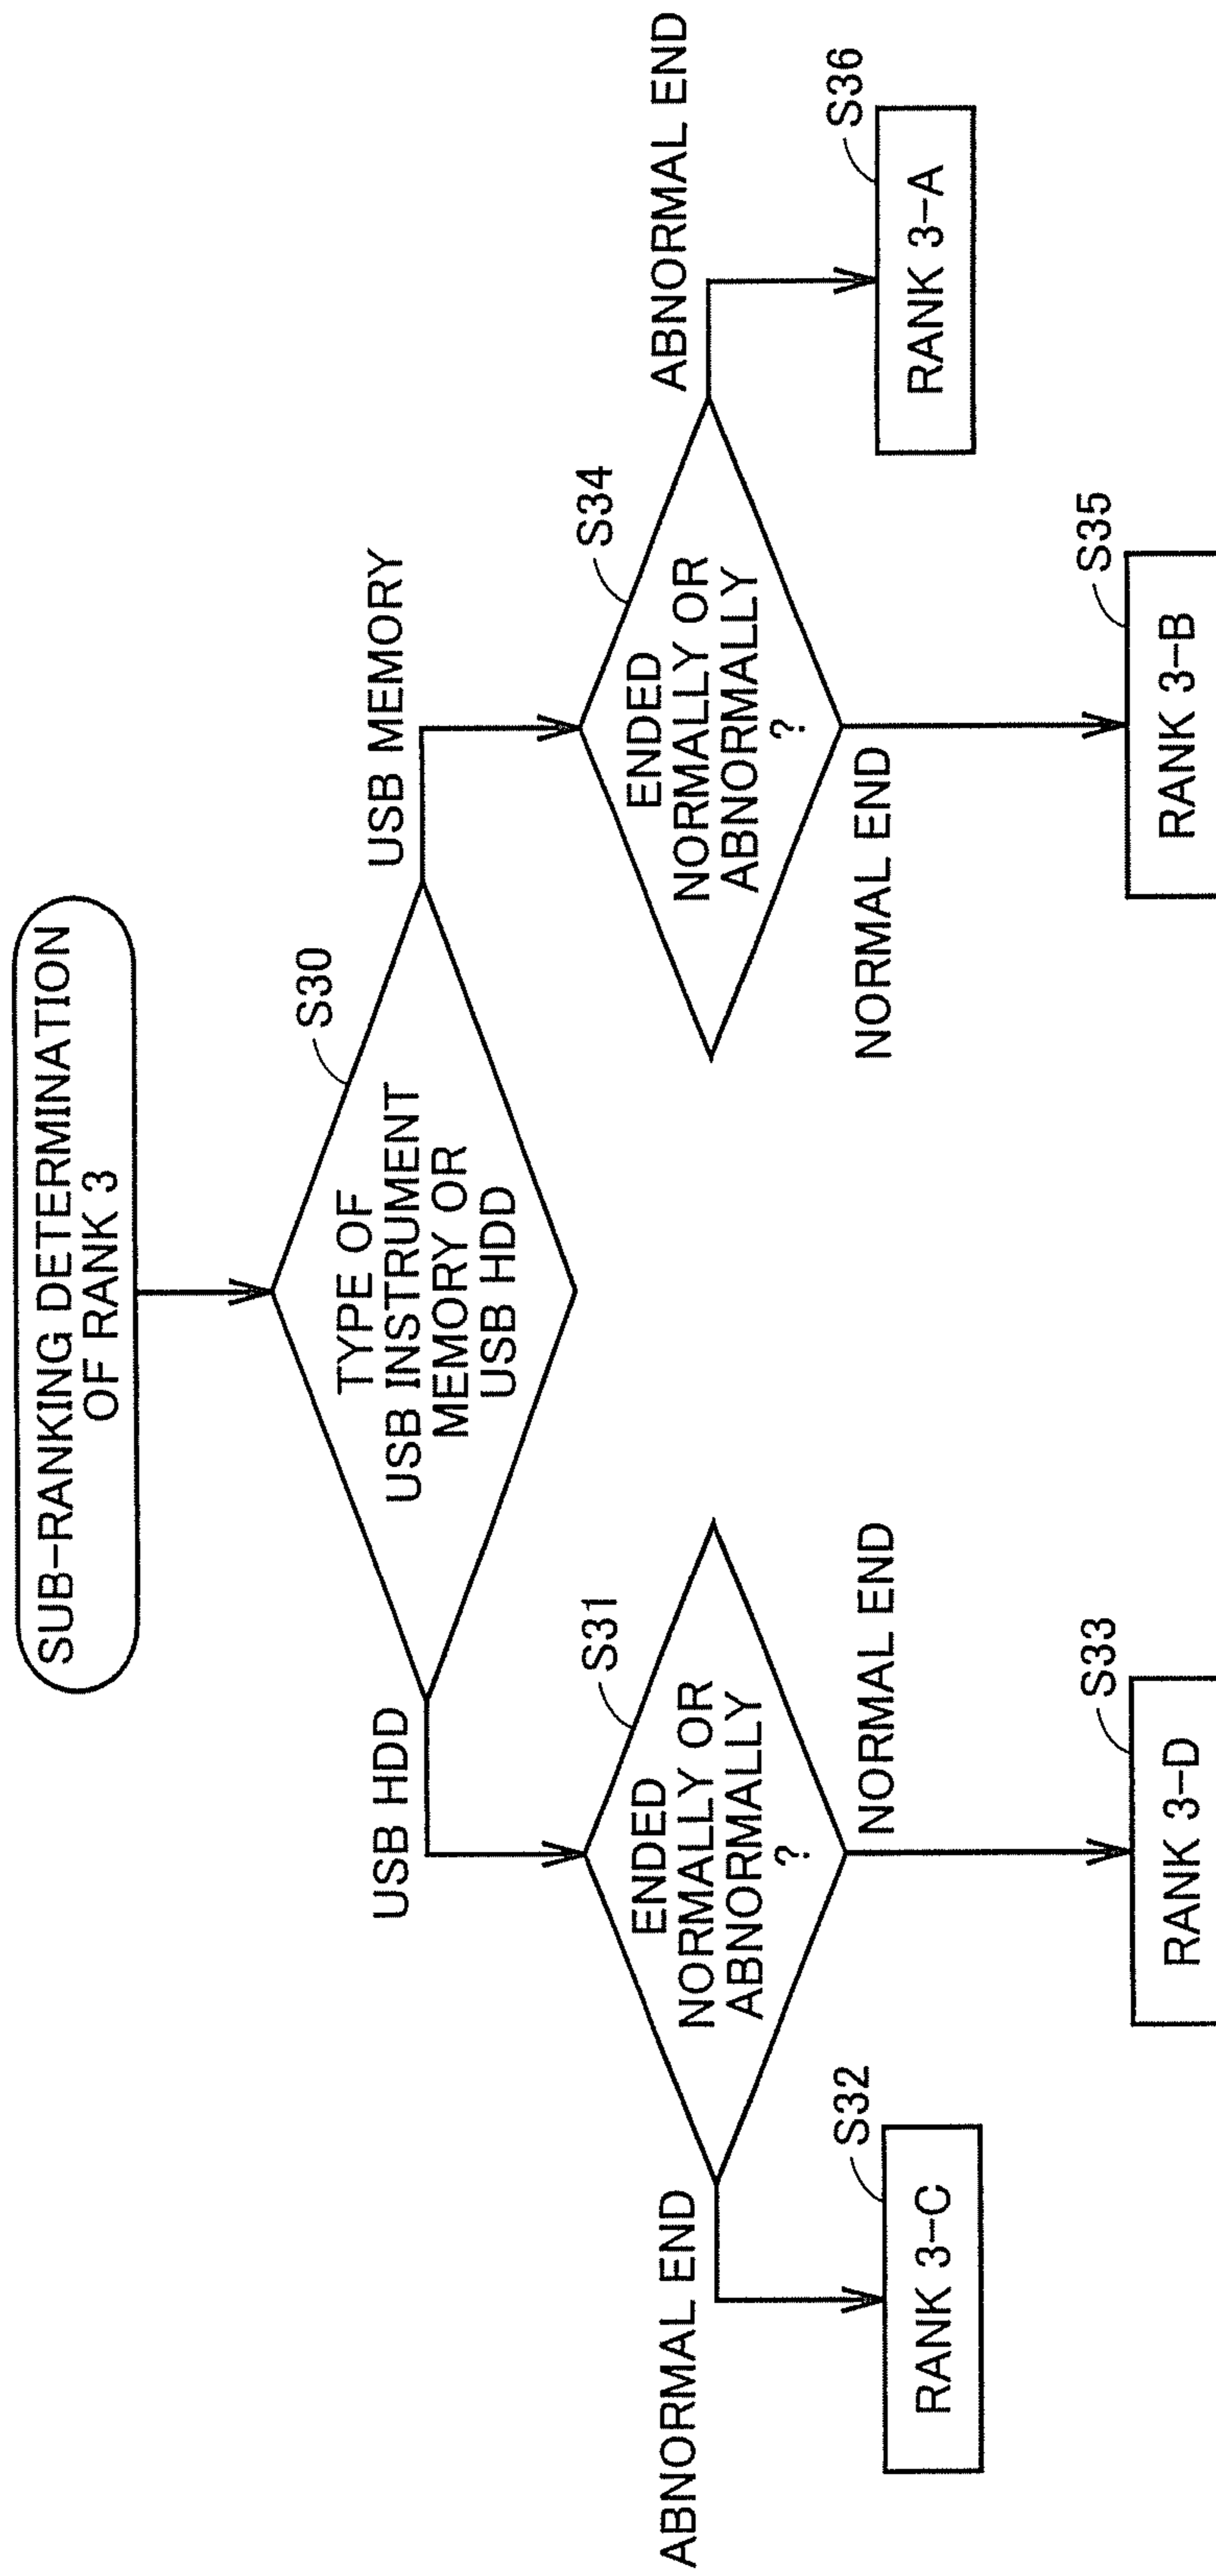 SUB-RANKING DETERMINATION
OF RANK 3
S30
TYPE OF
USB INSTRUMENT
MEMORY OR
USB HDD
USB HDD
USB MEMORY
S31
ENDED
NORMALLY OR
ABNORMALLY
?
S34
ENDED
NORMALLY OR
ABNORMALLY
?
ABNORMAL END
NORMAL END
NORMAL END
ABNORMAL END
S32
RANK 3-C
S36
RANK 3-A
S33
RANK 3-D
S35
RANK 3-B